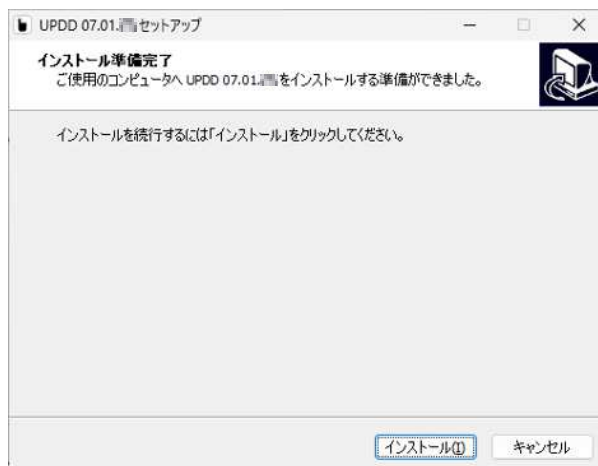 UPDD 07.01.セットアップ
インストール準備完了
ご使用のコンピュータへ UPDD 07.01.をインストールする準備ができました。
インストールを続行するには「インストール」をクリックしてください。
インストール(I)
キャンセル